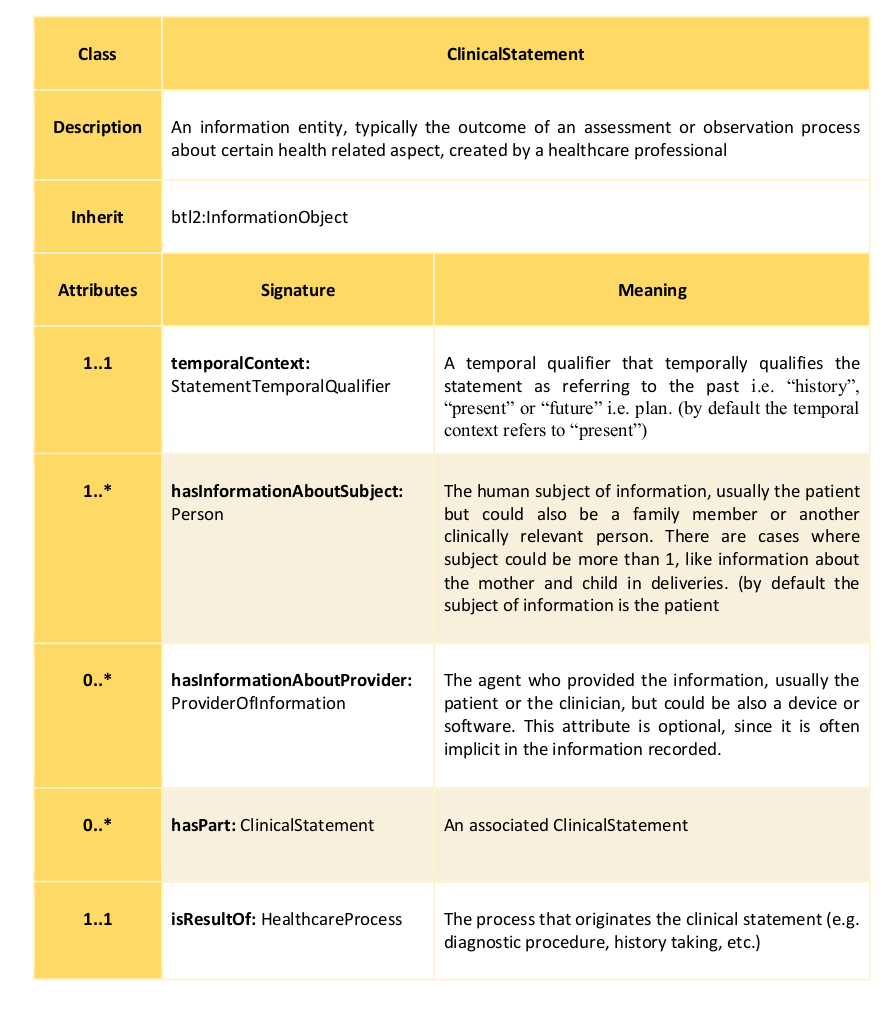 Class
ClinicalStatement
Description
An information entity, typically the outcome of an assessment or observation process
about certain health related aspect, created by a healthcare professional
Inherit
btl2:InformationObject
Attributes
Signature
Meaning
1..1
temporalContext:
StatementTemporalQualifier
A temporal qualifier that temporally qualifies the
statement as referring to the past i.e. “history”,
“present” or “future” i.e. plan. (by default the temporal
context refers to “present”)
1..*
hasInformationAboutSubject:
Person
The human subject of information, usually the patient
but could also be a family member or another
clinically relevant person. There are cases where
subject could be more than 1, like information about
the mother and child in deliveries. (by default the
subject of information is the patient
0..*
hasInformationAboutProvider:
ProviderOfInformation
The agent who provided the information, usually the
patient or the clinician, but could be also a device or
software. This attribute is optional, since it is often
implicit in the information recorded.
0..*
hasPart: ClinicalStatement
An associated ClinicalStatement
1..1
isResultOf: HealthcareProcess
The process that originates the clinical statement (e.g.
diagnostic procedure, history taking, etc.)